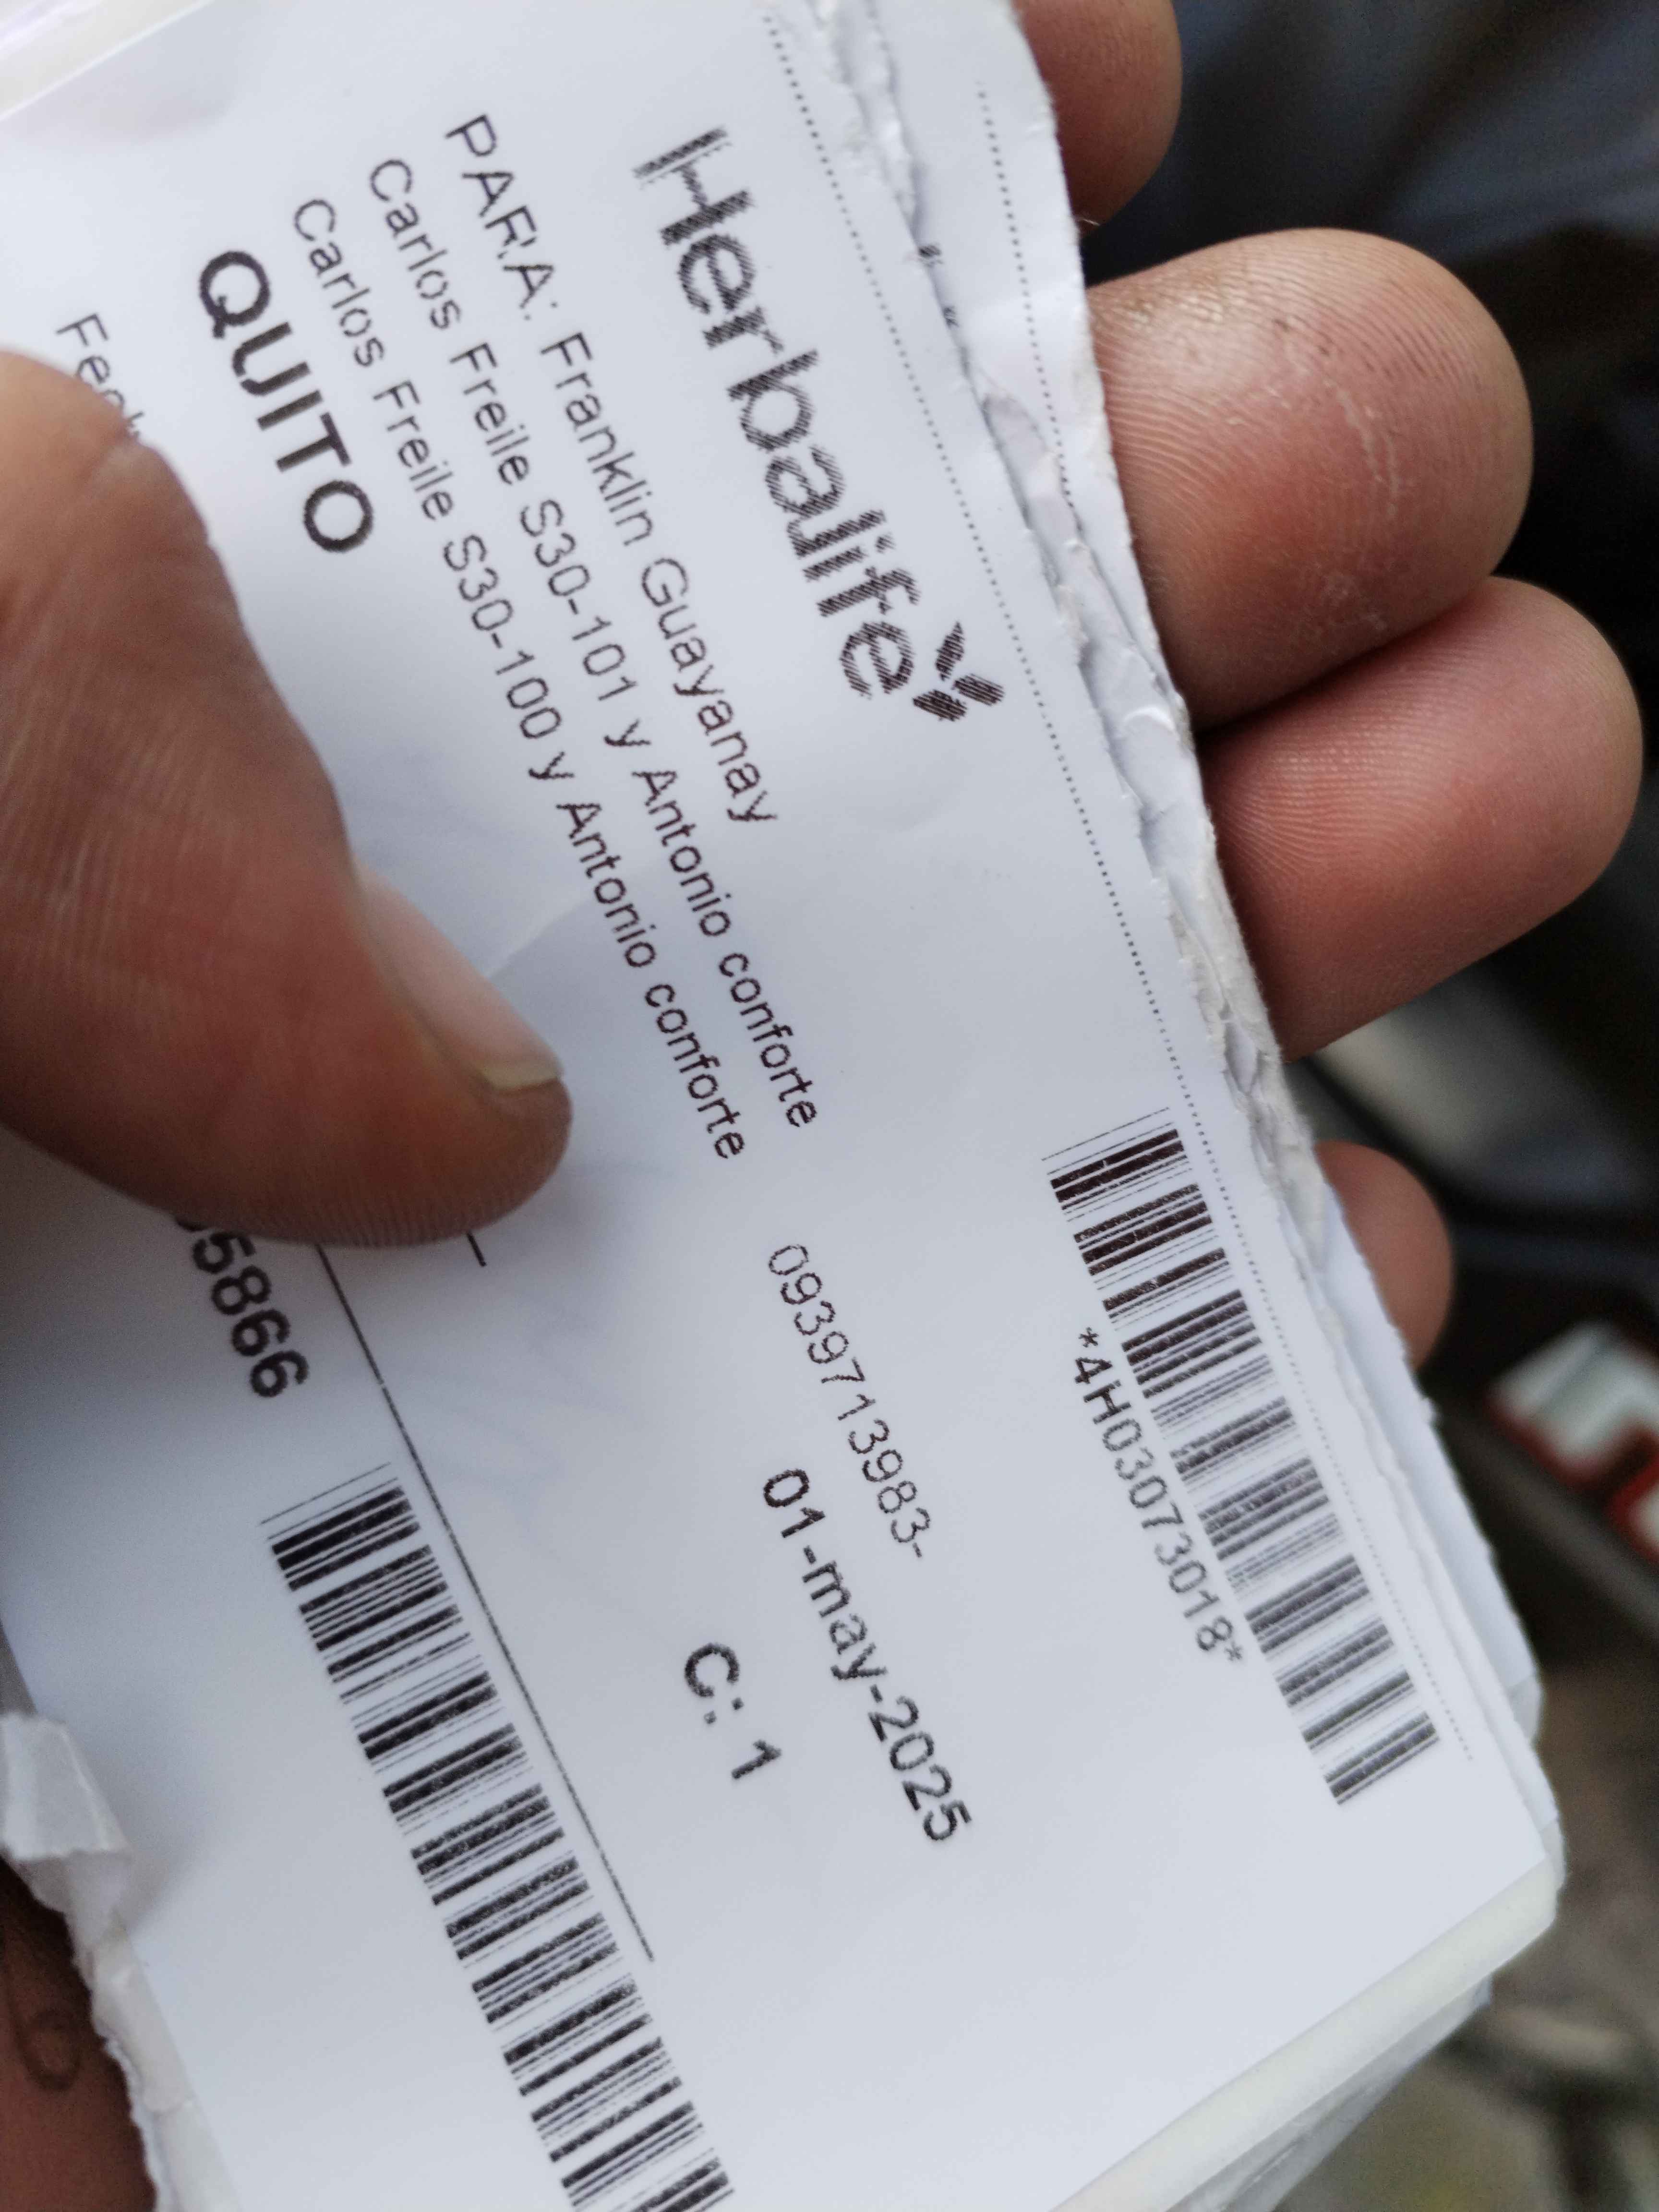 Herbalife
*4H03073018*
PARA: Franklin Guayanay
Carlos Freile S30-101 y Antonio conforte 0939713983-
Carlos Freile S30-100 y Antonio conforte
01-may-2025
QUITO
C: 1
5866